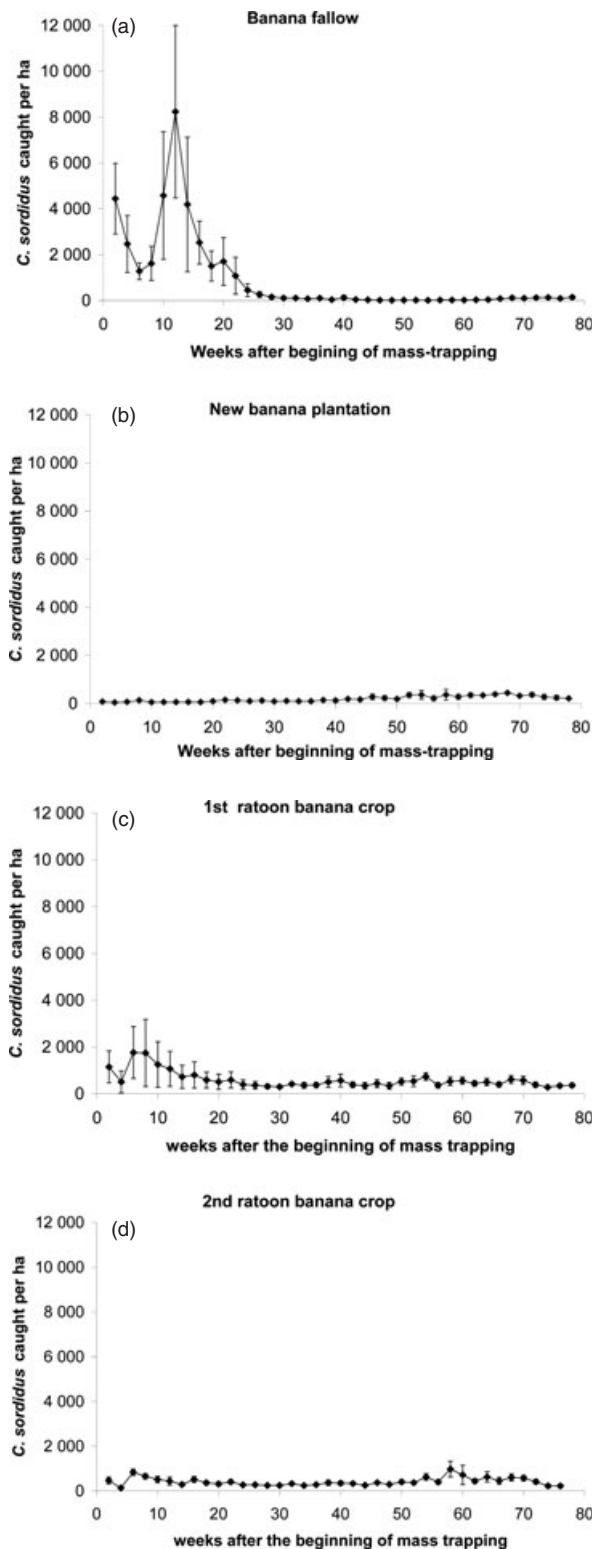 (a)
Banana fallow
12 000
10 000
8 000
6 000
4 000
2 000
0
C. sordidus caught per ha
0 10 20 30 40 50 60 70 80
Weeks after begining of mass-trapping
(b)
New banana plantation
12 000
10 000
8 000
6 000
4 000
2 000
0
C. sordidus caught per ha
0 10 20 30 40 50 60 70 80
Weeks after beginning of mass-trapping
1st ratoon banana crop
(c)
12 000
10 000
8 000
6 000
4 000
2 000
0
C. sordidus caught per ha
0 10 20 30 40 50 60 70 80
weeks after the beginning of mass trapping
2nd ratoon banana crop
(d)
12 000
10 000
8 000
6 000
4 000
2 000
0
C. sordidus caught per ha
0 10 20 30 40 50 60 70 80
weeks after the beginning of mass trapping